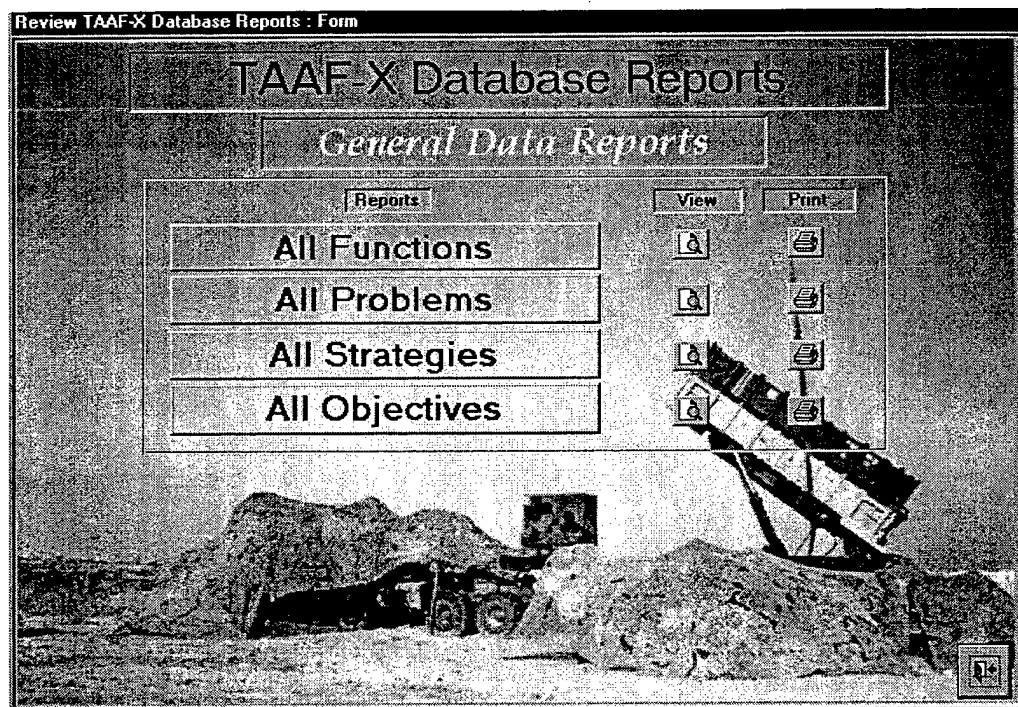 Review TAAF-X Database Reports : Form
TAAF-X Database Reports
General Data Reports
Reports View Print
All Functions
All Problems
All Strategies
All Objectives